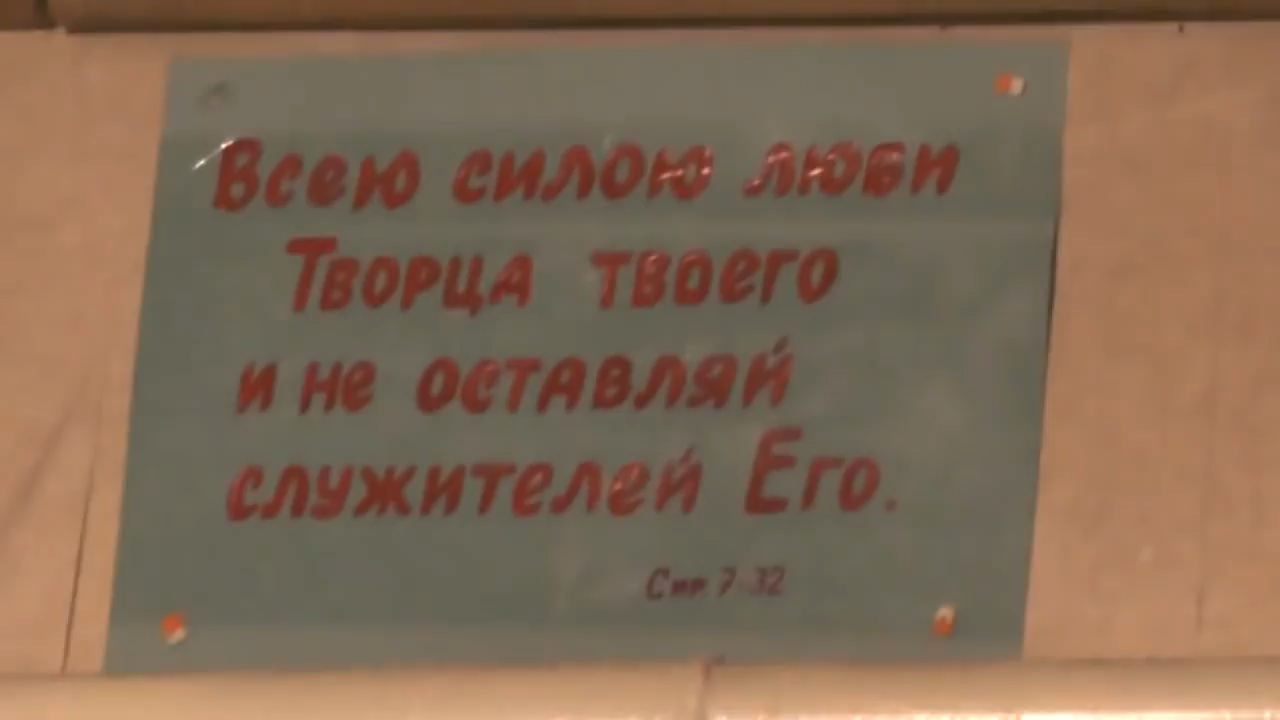 Всею силою люби
Творца твоего
и не оставляй
служителей Его.
Сир. 7 32